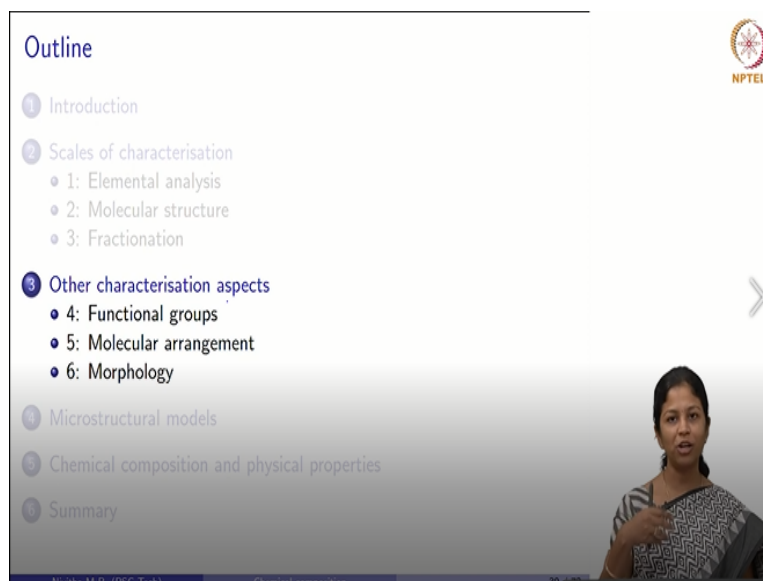 Outline
NPTEL
1 Introduction
2 Scales of characterisation
1: Elemental analysis
2: Molecular structure
3: Fractionation
3 Other characterisation aspects
4: Functional groups
5: Molecular arrangement
6: Morphology
4 Microstructural models
5 Chemical composition and physical properties
6 Summary